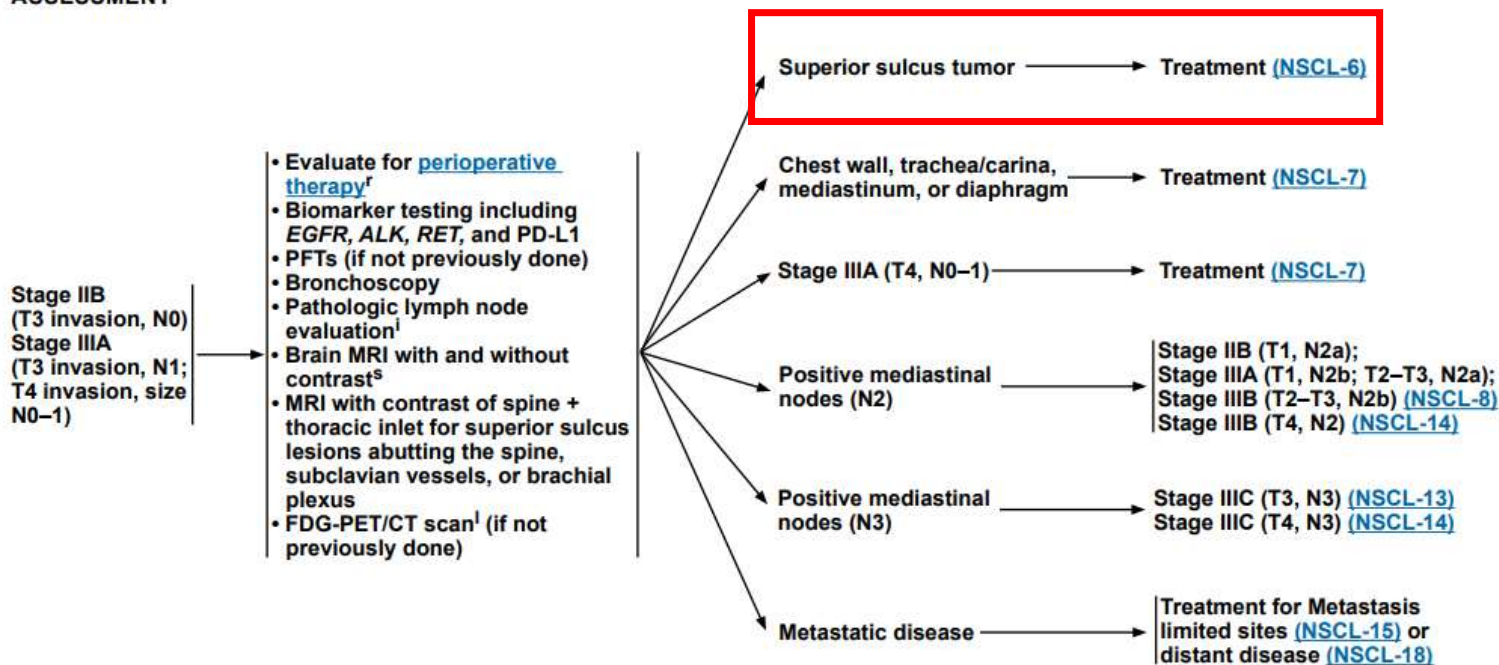 ASSESSMENT
Stage IIB
(T3 invasion, N0)
Stage IIIA
(T3 invasion, N1;
T4 invasion, size
N0–1)
• Evaluate for perioperative
therapyʳ
• Biomarker testing including
EGFR, ALK, RET, and PD-L1
• PFTs (if not previously done)
• Bronchoscopy
• Pathologic lymph node
evaluationⁱ
• Brain MRI with and without
contrastˢ
• MRI with contrast of spine +
thoracic inlet for superior sulcus
lesions abutting the spine,
subclavian vessels, or brachial
plexus
• FDG-PET/CT scanˡ (if not
previously done)
Superior sulcus tumor
Treatment (NSCL-6)
Chest wall, trachea/carina,
mediastinum, or diaphragm
Treatment (NSCL-7)
Stage IIIA (T4, N0–1)
Treatment (NSCL-7)
Positive mediastinal
nodes (N2)
Stage IIB (T1, N2a);
Stage IIIA (T1, N2b; T2–T3, N2a);
Stage IIIB (T2–T3, N2b) (NSCL-8)
Stage IIIB (T4, N2) (NSCL-14)
Positive mediastinal
nodes (N3)
Stage IIIC (T3, N3) (NSCL-13)
Stage IIIC (T4, N3) (NSCL-14)
Metastatic disease
Treatment for Metastasis
limited sites (NSCL-15) or
distant disease (NSCL-18)